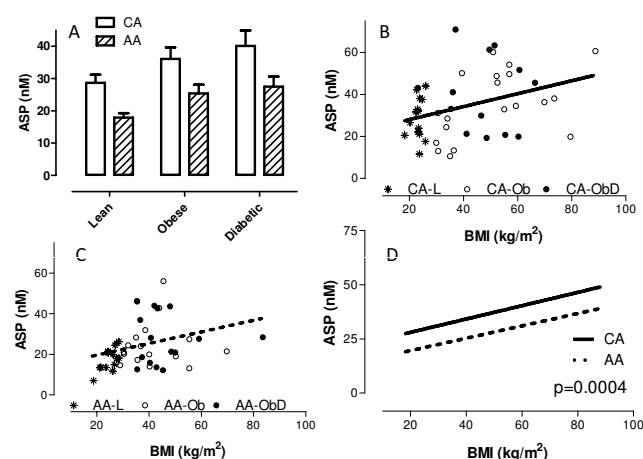 A
CA
AA
ASP (nM)
40
30
20
10
0
Lean
Obese
Diabetic
B
ASP (nM)
60
40
20
0
CA-L
CA-Ob
CA-ObD
20
40
60
80
100
BMI (kg/m²)
C
ASP (nM)
60
40
20
0
AA-L
AA-Ob
AA-ObD
0
20
40
60
80
100
BMI (kg/m²)
D
ASP (nM)
75
50
25
0
CA
AA
p=0.0004
0
20
40
60
80
100
BMI (kg/m²)